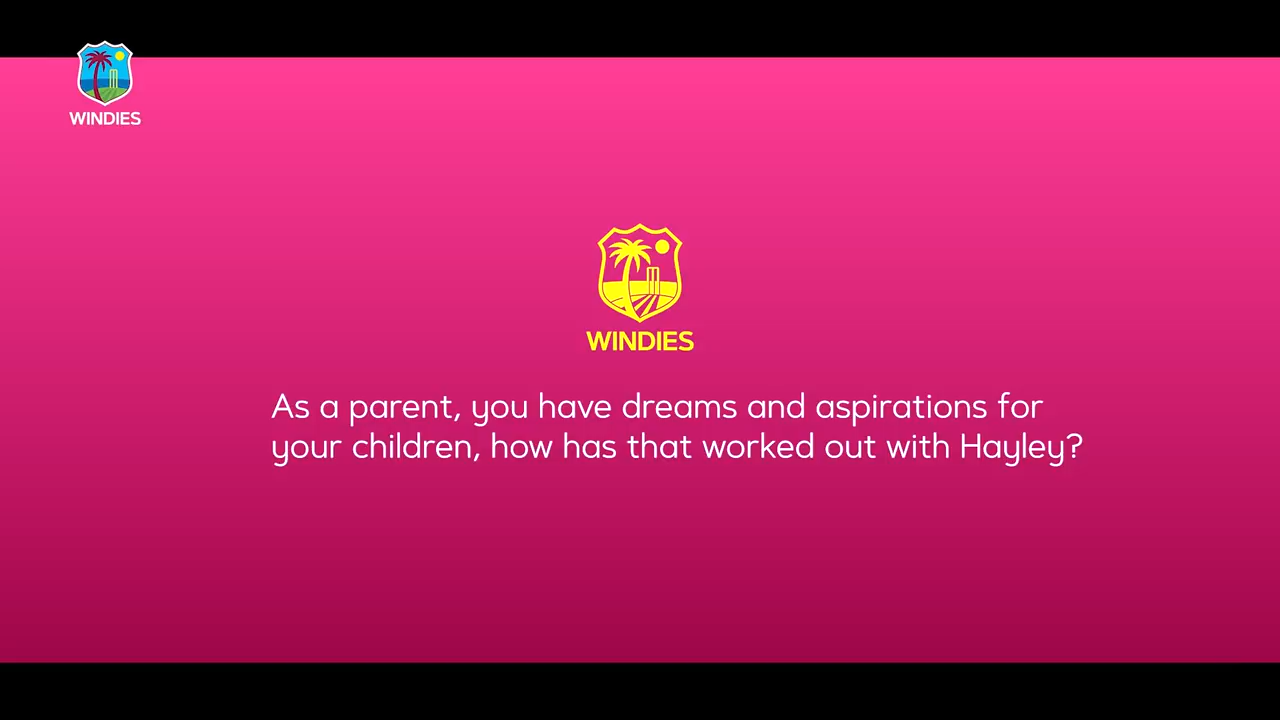 WINDIES
WINDIES
As a parent, you have dreams and aspirations for
your children, how has that worked out with Hayley?